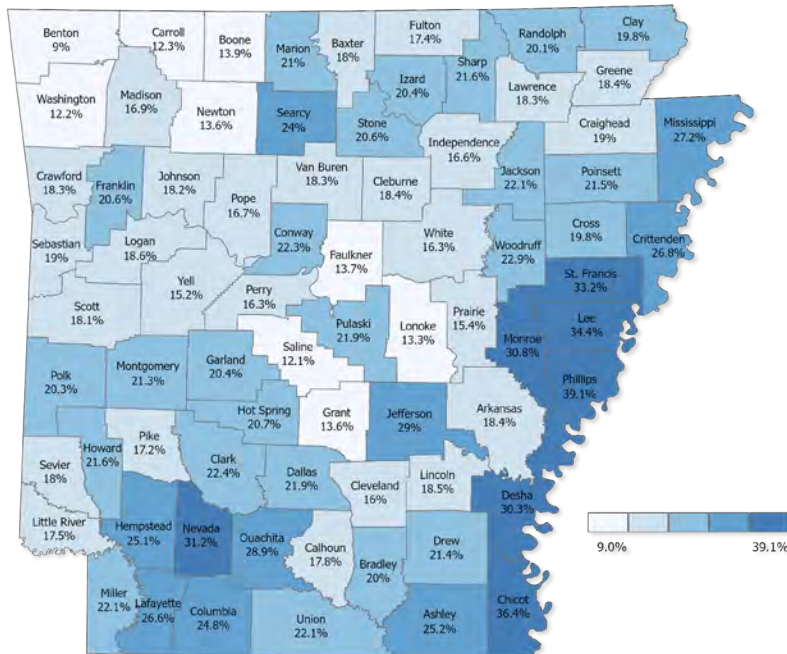 Benton
9%
Carroll
12.3%
Boone
13.9%
Marion
21%
Baxter
18%
Fulton
17.4%
Randolph
20.1%
Clay
19.8%
Izard
20.4%
Sharp
21.6%
Lawrence
18.3%
Greene
18.4%
Washington
12.2%
Madison
16.9%
Newton
13.6%
Searcy
24%
Stone
20.6%
Independence
16.6%
Craighead
19%
Mississippi
27.2%
Crawford
18.3%
Franklin
20.6%
Johnson
18.2%
Pope
16.7%
Van Buren
18.3%
Cleburne
18.4%
Jackson
22.1%
Poinsett
21.5%
Sebastian
19%
Logan
18.6%
Conway
22.3%
Faulkner
13.7%
White
16.3%
Woodruff
22.9%
Cross
19.8%
Crittenden
26.8%
Scott
18.1%
Yell
15.2%
Perry
16.3%
Pulaski
21.9%
Lonoke
13.3%
Prairie
15.4%
St. Francis
33.2%
Monroe
30.8%
Lee
34.4%
Saline
12.1%
Polk
20.3%
Montgomery
21.3%
Garland
20.4%
Phillips
39.1%
Hot Spring
20.7%
Grant
13.6%
Jefferson
29%
Arkansas
18.4%
Howard
21.6%
Pike
17.2%
Clark
22.4%
Dallas
21.9%
Cleveland
16%
Lincoln
18.5%
Desha
30.3%
Sevier
18%
Little River
17.5%
Hempstead
25.1%
Nevada
31.2%
Ouachita
28.9%
Calhoun
17.8%
Bradley
20%
Drew
21.4%
Miller
22.1%
Lafayette
26.6%
Columbia
24.8%
Union
22.1%
Ashley
25.2%
Chicot
36.4%
9.0%
39.1%